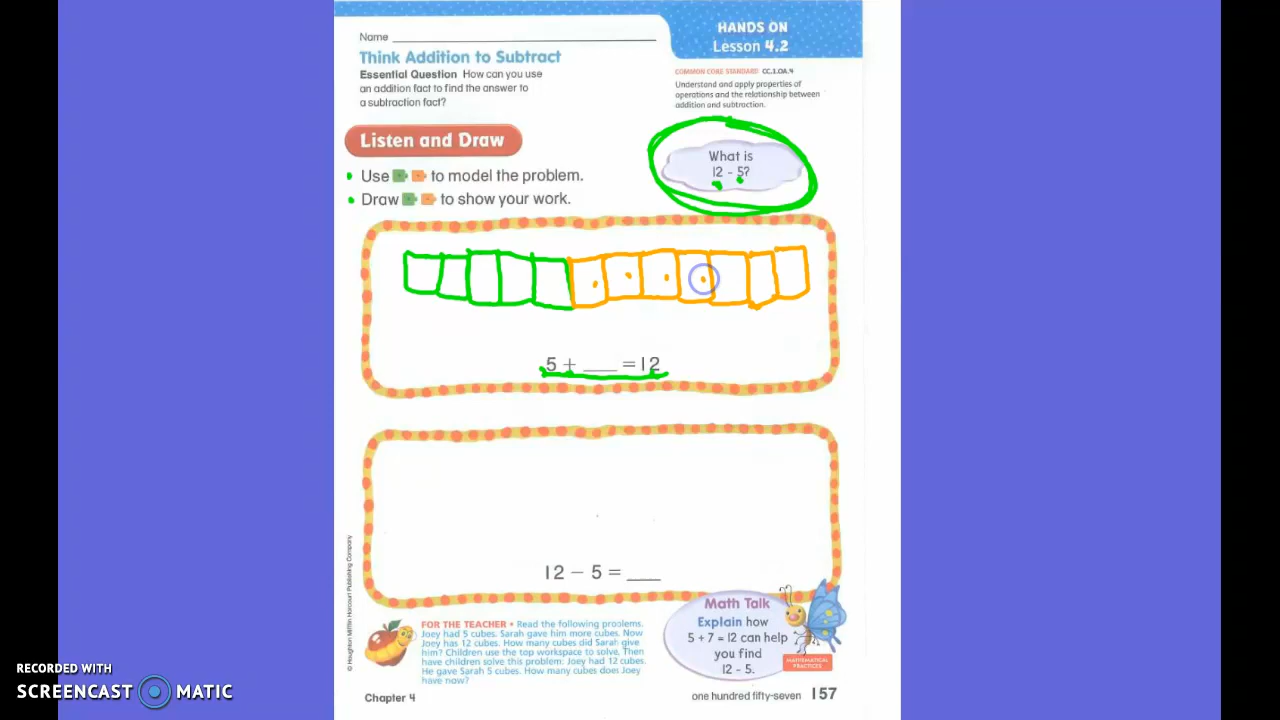 HANDS ON
Lesson 4.2
Name
Think Addition to Subtract
Essential Question How can you use
an addition fact to find the answer to
a subtraction fact?
COMMON CORE STANDARD CC.1.OA.4
Understand and apply properties of
operations and the relationship between
addition and subtraction.
Listen and Draw
What is
12 - 5?
• Use to model the problem.
• Draw to show your work.
5 + ___ = 12
12 − 5 = ___
© Houghton Mifflin Harcourt Publishing Company
FOR THE TEACHER • Read the following problems.
Joey had 5 cubes. Sarah gave him more cubes. Now
Joey has 12 cubes. How many cubes did Sarah give
him? Children use the top workspace to solve. Then
have children solve this problem: Joey had 12 cubes.
He gave Sarah 5 cubes. How many cubes does Joey
have now?
Math Talk
Explain how
5 + 7 = 12 can help
you find
12 - 5.
MATHEMATICAL
PRACTICES
Chapter 4
one hundred fifty-seven 157
RECORDED WITH
SCREENCAST MATIC